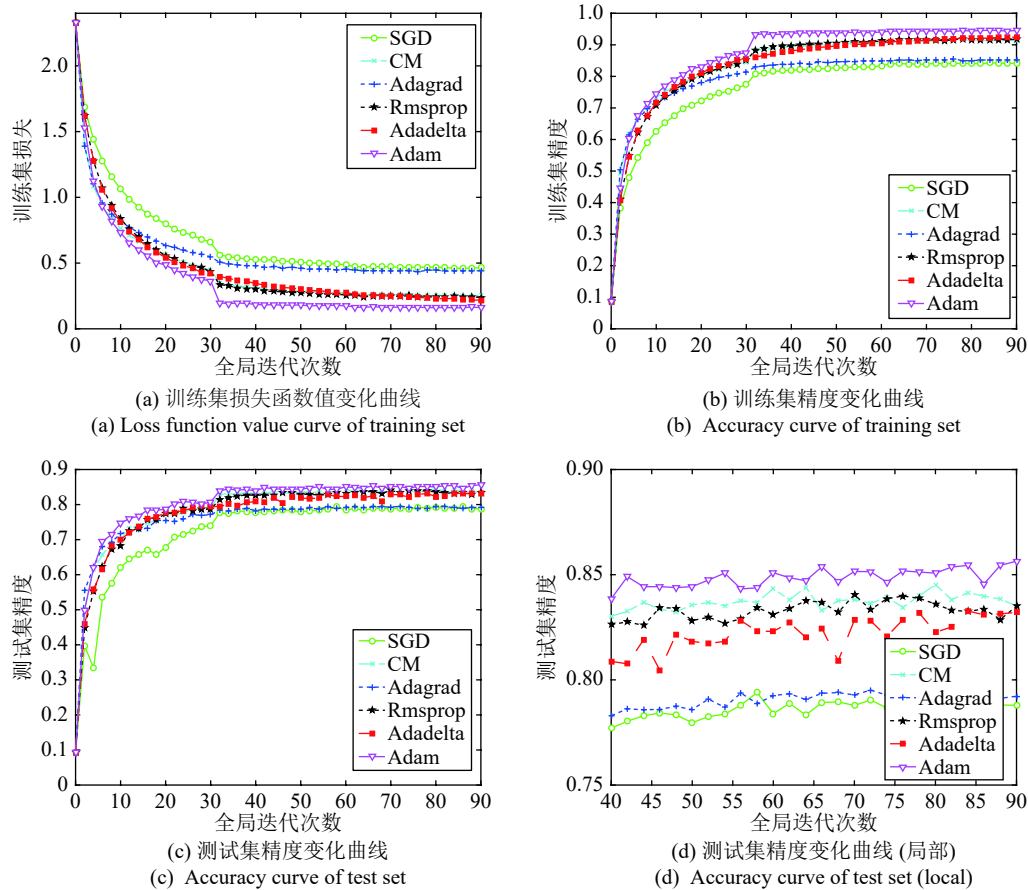 2.0
1.5
1.0
0.5
0
训练集损失
0 10 20 30 40 50 60 70 80 90
全局迭代次数
SGD
CM
Adagrad
Rmsprop
Adadelta
Adam
(a) 训练集损失函数值变化曲线
(a) Loss function value curve of training set
1.0
0.9
0.8
0.7
0.6
0.5
0.4
0.3
0.2
0.1
0
训练集精度
0 10 20 30 40 50 60 70 80 90
全局迭代次数
SGD
CM
Adagrad
Rmsprop
Adadelta
Adam
(b) 训练集精度变化曲线
(b) Accuracy curve of training set
0.9
0.8
0.7
0.6
0.5
0.4
0.3
0.2
0.1
0
测试集精度
0 10 20 30 40 50 60 70 80 90
全局迭代次数
SGD
CM
Adagrad
Rmsprop
Adadelta
Adam
(c) 测试集精度变化曲线
(c) Accuracy curve of test set
0.90
0.85
0.80
0.75
测试集精度
40 45 50 55 60 65 70 75 80 85 90
全局迭代次数
SGD
CM
Adagrad
Rmsprop
Adadelta
Adam
(d) 测试集精度变化曲线 (局部)
(d) Accuracy curve of test set (local)